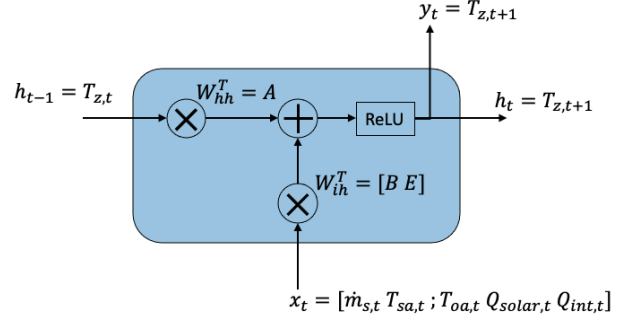 y_t = T_{z,t+1}
h_{t-1} = T_{z,t}
W_{hh}^T = A
ReLU
h_t = T_{z,t+1}
W_{ih}^T = [B E]
x_t = [ṁ_{s,t} T_{sa,t} ; T_{oa,t} Q_{solar,t} Q_{int,t}]